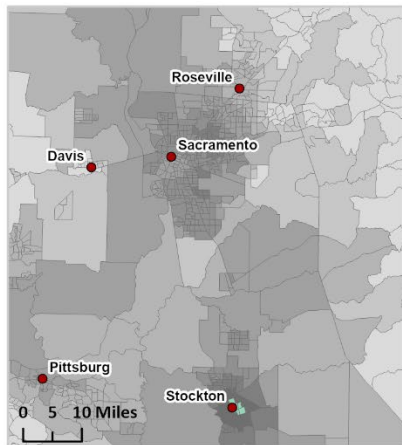 Roseville
Sacramento
Davis
Pittsburg
Stockton
0 5 10 Miles